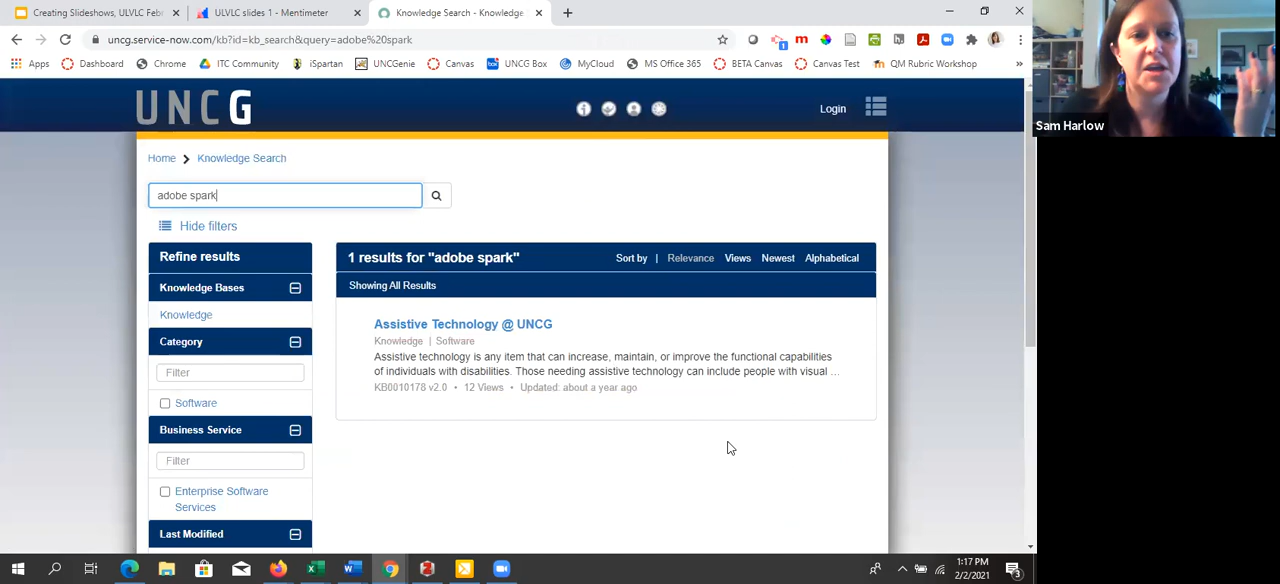 Creating Slideshows, ULVLC Feb
ULVLC slides 1 - Mentimeter
Knowledge Search - Knowledge
uncg.service-now.com/kb?id=kb_search&query=adobe%20spark
Apps
Dashboard
Chrome
ITC Community
iSpartan
UNCGenie
Canvas
UNCG Box
MyCloud
MS Office 365
BETA Canvas
Canvas Test
QM Rubric Workshop
»
Sam Harlow
UNCG
Login
Home
Knowledge Search
adobe spark
Hide filters
Refine results
Knowledge Bases
Knowledge
Category
Filter
Software
Business Service
Filter
Enterprise Software
Services
Last Modified
1 results for "adobe spark"
Sort by | Relevance Views Newest Alphabetical
Showing All Results
Assistive Technology @ UNCG
Knowledge | Software
Assistive technology is any item that can increase, maintain, or improve the functional capabilities
of individuals with disabilities. Those needing assistive technology can include people with visual ...
KB0010178 v2.0 • 12 Views • Updated: about a year ago
1:17 PM
2/2/2021